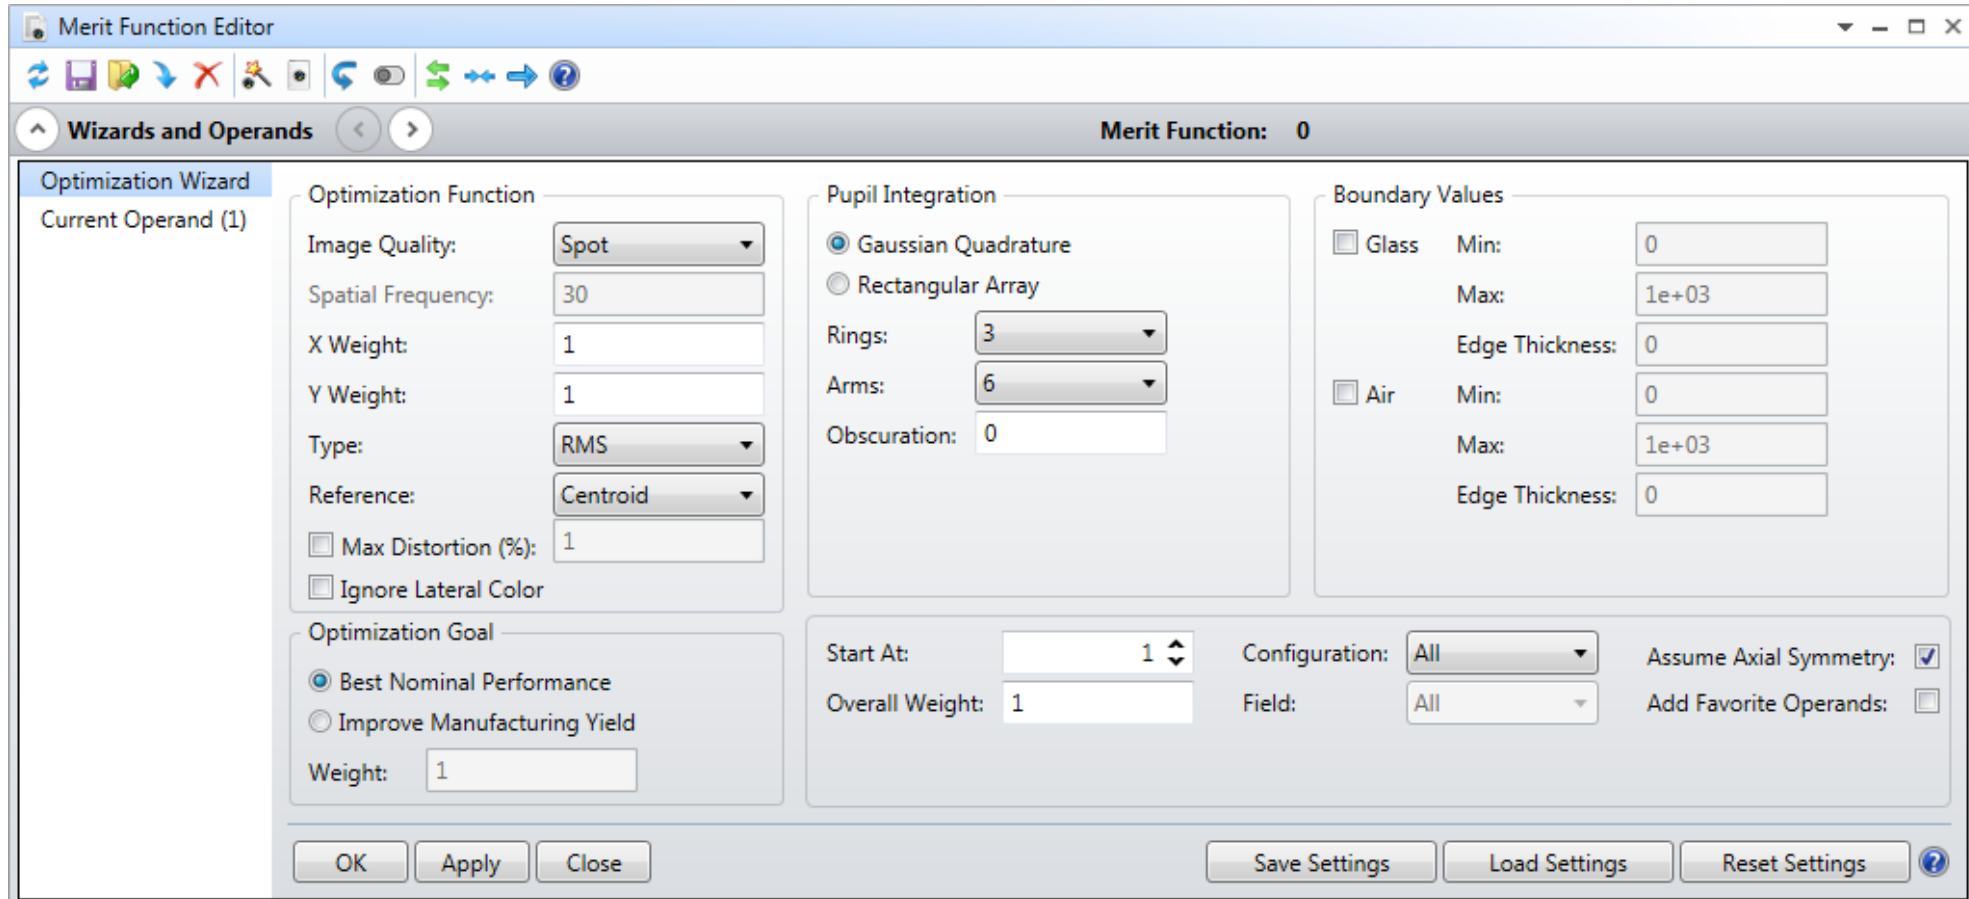 Merit Function Editor
Wizards and Operands
Merit Function: 0
Optimization Wizard
Current Operand (1)
Optimization Function
Image Quality: Spot
Spatial Frequency: 30
X Weight: 1
Y Weight: 1
Type: RMS
Reference: Centroid
Max Distortion (%): 1
Ignore Lateral Color
Pupil Integration
Gaussian Quadrature
Rectangular Array
Rings: 3
Arms: 6
Obscuration: 0
Boundary Values
Glass Min: 0
Max: 1e+03
Edge Thickness: 0
Air Min: 0
Max: 1e+03
Edge Thickness: 0
Optimization Goal
Best Nominal Performance
Improve Manufacturing Yield
Weight: 1
Start At: 1 Configuration: All Assume Axial Symmetry:
Overall Weight: 1 Field: All Add Favorite Operands:
OK Apply Close Save Settings Load Settings Reset Settings